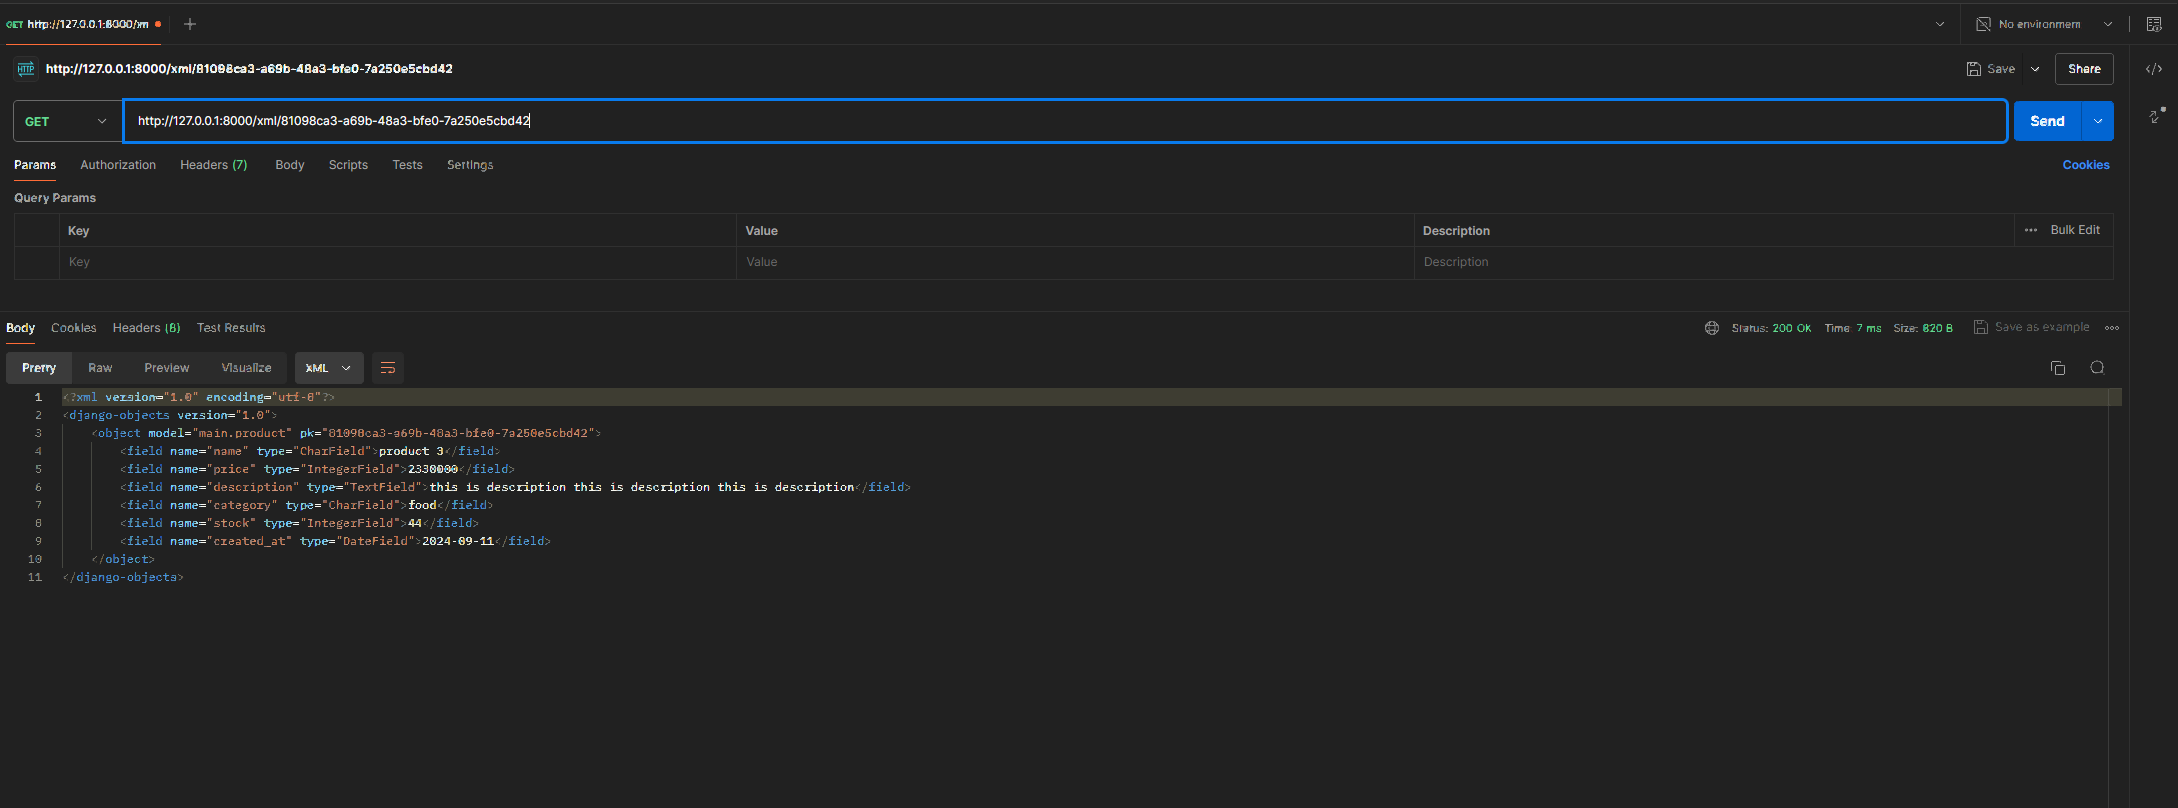 GET http://127.0.0.1:8000/xm
No environment
HTTP http://127.0.0.1:8000/xml/81098ca3-a69b-48a3-bfe0-7a250e5cbd42
Save
Share
GET
http://127.0.0.1:8000/xml/81098ca3-a69b-48a3-bfe0-7a250e5cbd42
Send
Params Authorization Headers (7) Body Scripts Tests Settings
Cookies
Query Params
Key Value Description ••• Bulk Edit
Key Value Description
Body Cookies Headers (8) Test Results
Status: 200 OK Time: 7 ms Size: 820 B Save as example
Pretty Raw Preview Visualize XML
1 <?xml version="1.0" encoding="utf-8"?>
2 <django-objects version="1.0">
3 <object model="main.product" pk="81098ca3-a69b-48a3-bfe0-7a250e5cbd42">
4 <field name="name" type="CharField">product 3</field>
5 <field name="price" type="IntegerField">2330000</field>
6 <field name="description" type="TextField">this is description this is description this is description</field>
7 <field name="category" type="CharField">food</field>
8 <field name="stock" type="IntegerField">44</field>
9 <field name="created_at" type="DateField">2024-09-11</field>
10 </object>
11 </django-objects>